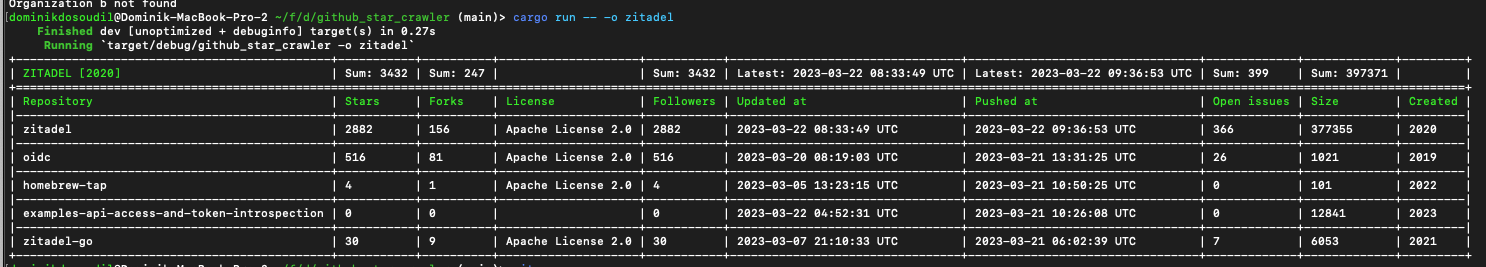 Organization b not found
[dominikdosoudil@Dominik-MacBook-Pro-2 ~/f/d/github_star_crawler (main)> cargo run -- -o zitadel
Finished dev [unoptimized + debuginfo] target(s) in 0.27s
Running `target/debug/github_star_crawler -o zitadel`
| ZITADEL [2020] | Sum: 3432 | Sum: 247 | | Sum: 3432 | Latest: 2023-03-22 08:33:49 UTC | Latest: 2023-03-22 09:36:53 UTC | Sum: 399 | Sum: 397371 | |
| Repository | Stars | Forks | License | Followers | Updated at | Pushed at | Open issues | Size | Created |
| zitadel | 2882 | 156 | Apache License 2.0 | 2882 | 2023-03-22 08:33:49 UTC | 2023-03-22 09:36:53 UTC | 366 | 377355 | 2020 |
| oidc | 516 | 81 | Apache License 2.0 | 516 | 2023-03-20 08:19:03 UTC | 2023-03-21 13:31:25 UTC | 26 | 1021 | 2019 |
| homebrew-tap | 4 | 1 | Apache License 2.0 | 4 | 2023-03-05 13:23:15 UTC | 2023-03-21 10:50:25 UTC | 0 | 101 | 2022 |
| examples-api-access-and-token-introspection | 0 | 0 | | 0 | 2023-03-22 04:52:31 UTC | 2023-03-21 10:26:08 UTC | 0 | 12841 | 2023 |
| zitadel-go | 30 | 9 | Apache License 2.0 | 30 | 2023-03-07 21:10:33 UTC | 2023-03-21 06:02:39 UTC | 7 | 6053 | 2021 |
[dominikdosoudil@Dominik-MacBook-Pro-2 ~/f/d/github_star_crawler (main)>